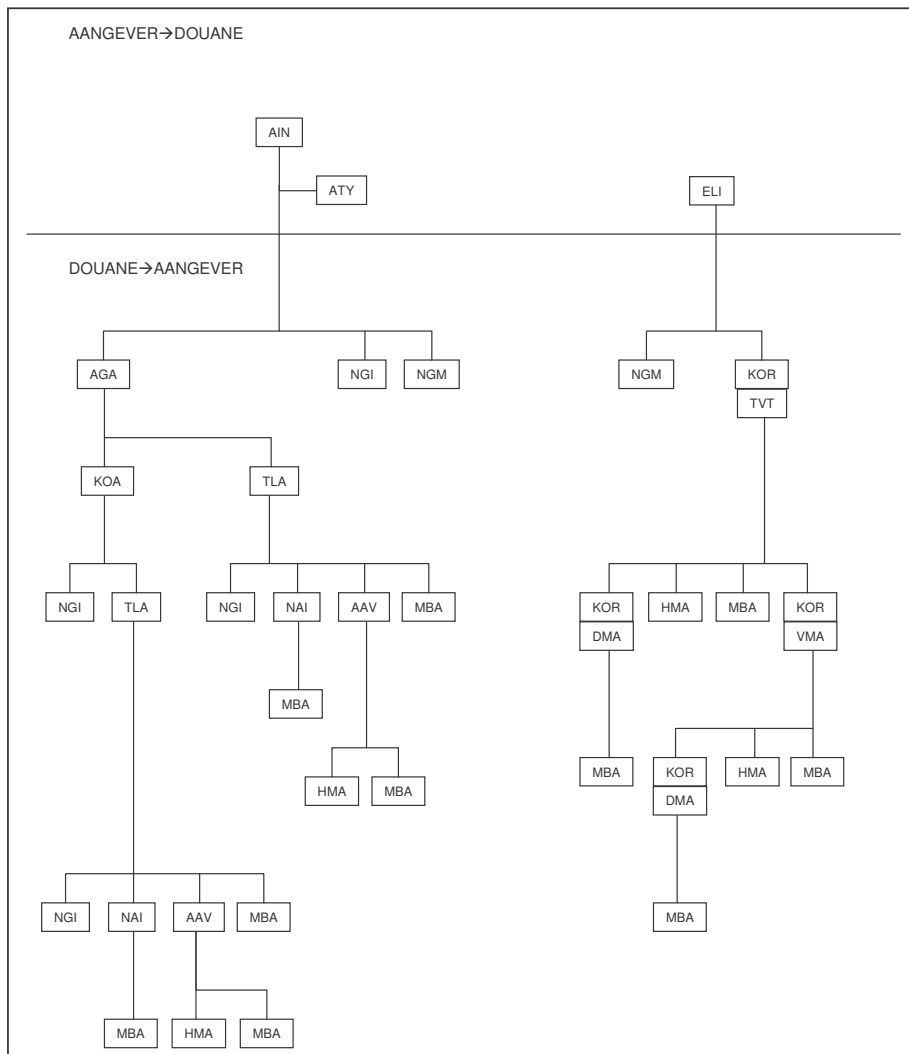 AANGEVER→DOUANE
AIN
ATY
ELI
DOUANE→AANGEVER
AGA
NGI
NGM
NGM
KOR
TVT
KOA
TLA
NGI
TLA
NGI
NAI
AAV
MBA
KOR
HMA
MBA
KOR
DMA
VMA
MBA
HMA
MBA
MBA
KOR
HMA
MBA
DMA
NGI
NAI
AAV
MBA
MBA
MBA
HMA
MBA